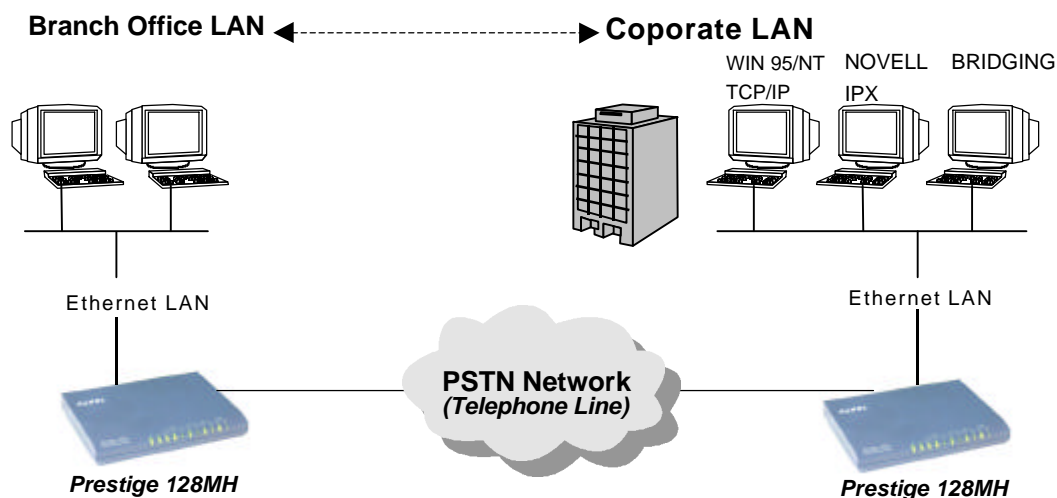 Branch Office LAN
Coporate LAN
WIN 95/NT
TCP/IP
NOVELL
IPX
BRIDGING
Ethernet LAN
Ethernet LAN
PSTN Network
(Telephone Line)
Prestige 128MH
Prestige 128MH